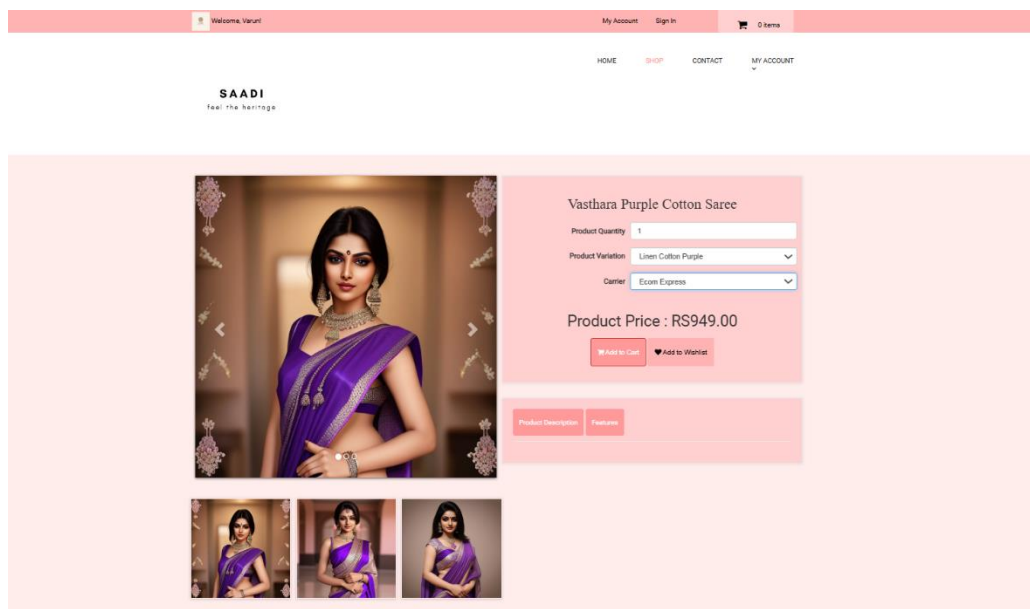 Welcome, Varun!
My Account Sign In 0 items
HOME SHOP CONTACT MY ACCOUNT
SAADI
feel the heritage
Vasthara Purple Cotton Saree
Product Quantity 1
Product Variation Linen Cotton Purple
Carrier Ecom Express
Product Price : RS949.00
Add to Cart Add to Wishlist
Product Description Features